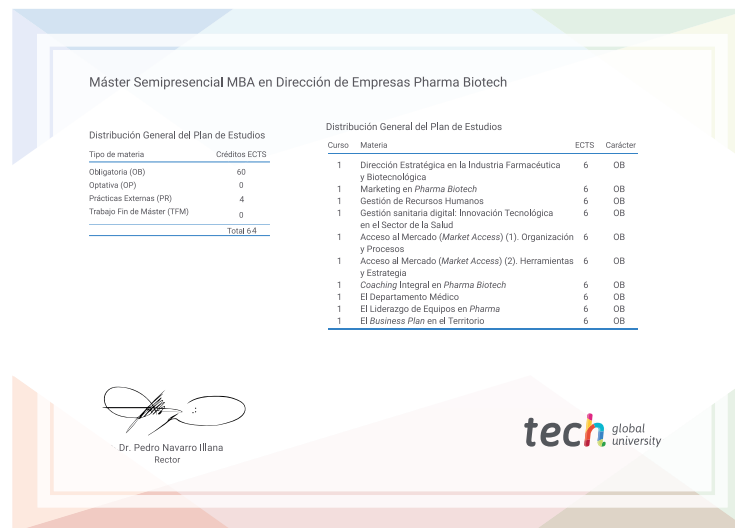 Máster Semipresencial MBA en Dirección de Empresas Pharma Biotech
Distribución General del Plan de Estudios
Tipo de materia Créditos ECTS
Obligatoria (OB) 60
Optativa (OP) 0
Prácticas Externas (PR) 4
Trabajo Fin de Máster (TFM) 0
Total 64
Distribución General del Plan de Estudios
Curso Materia ECTS Carácter
1 Dirección Estratégica en la Industria Farmacéutica 6 OB
y Biotecnológica
1 Marketing en Pharma Biotech 6 OB
1 Gestión de Recursos Humanos 6 OB
1 Gestión sanitaria digital: Innovación Tecnológica 6 OB
en el Sector de la Salud
1 Acceso al Mercado (Market Access) (1). Organización 6 OB
y Procesos
1 Acceso al Mercado (Market Access) (2). Herramientas 6 OB
y Estrategia
1 Coaching Integral en Pharma Biotech 6 OB
1 El Departamento Médico 6 OB
1 El Liderazgo de Equipos en Pharma 6 OB
1 El Business Plan en el Territorio 6 OB
Dr. Pedro Navarro Illana
Rector
tech global
university